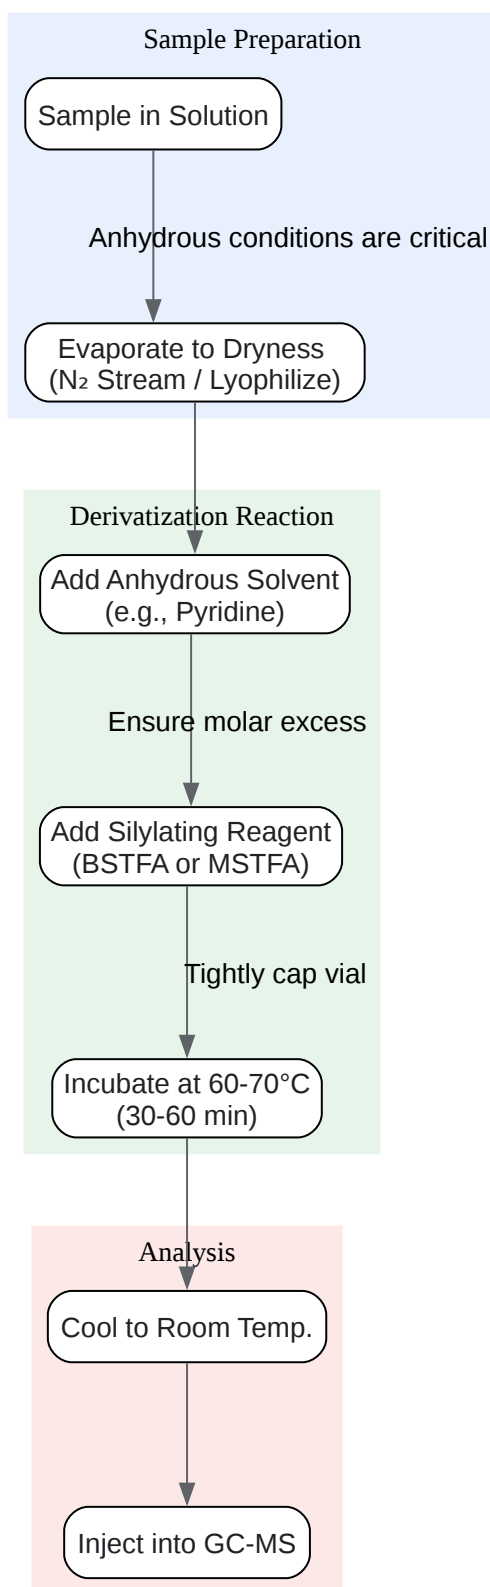 Sample Preparation
Sample in Solution
Anhydrous conditions are critical
Evaporate to Dryness
(N₂ Stream / Lyophilize)
Derivatization Reaction
Add Anhydrous Solvent
(e.g., Pyridine)
Ensure molar excess
Add Silylating Reagent
(BSTFA or MSTFA)
Tightly cap vial
Incubate at 60-70°C
(30-60 min)
Analysis
Cool to Room Temp.
Inject into GC-MS